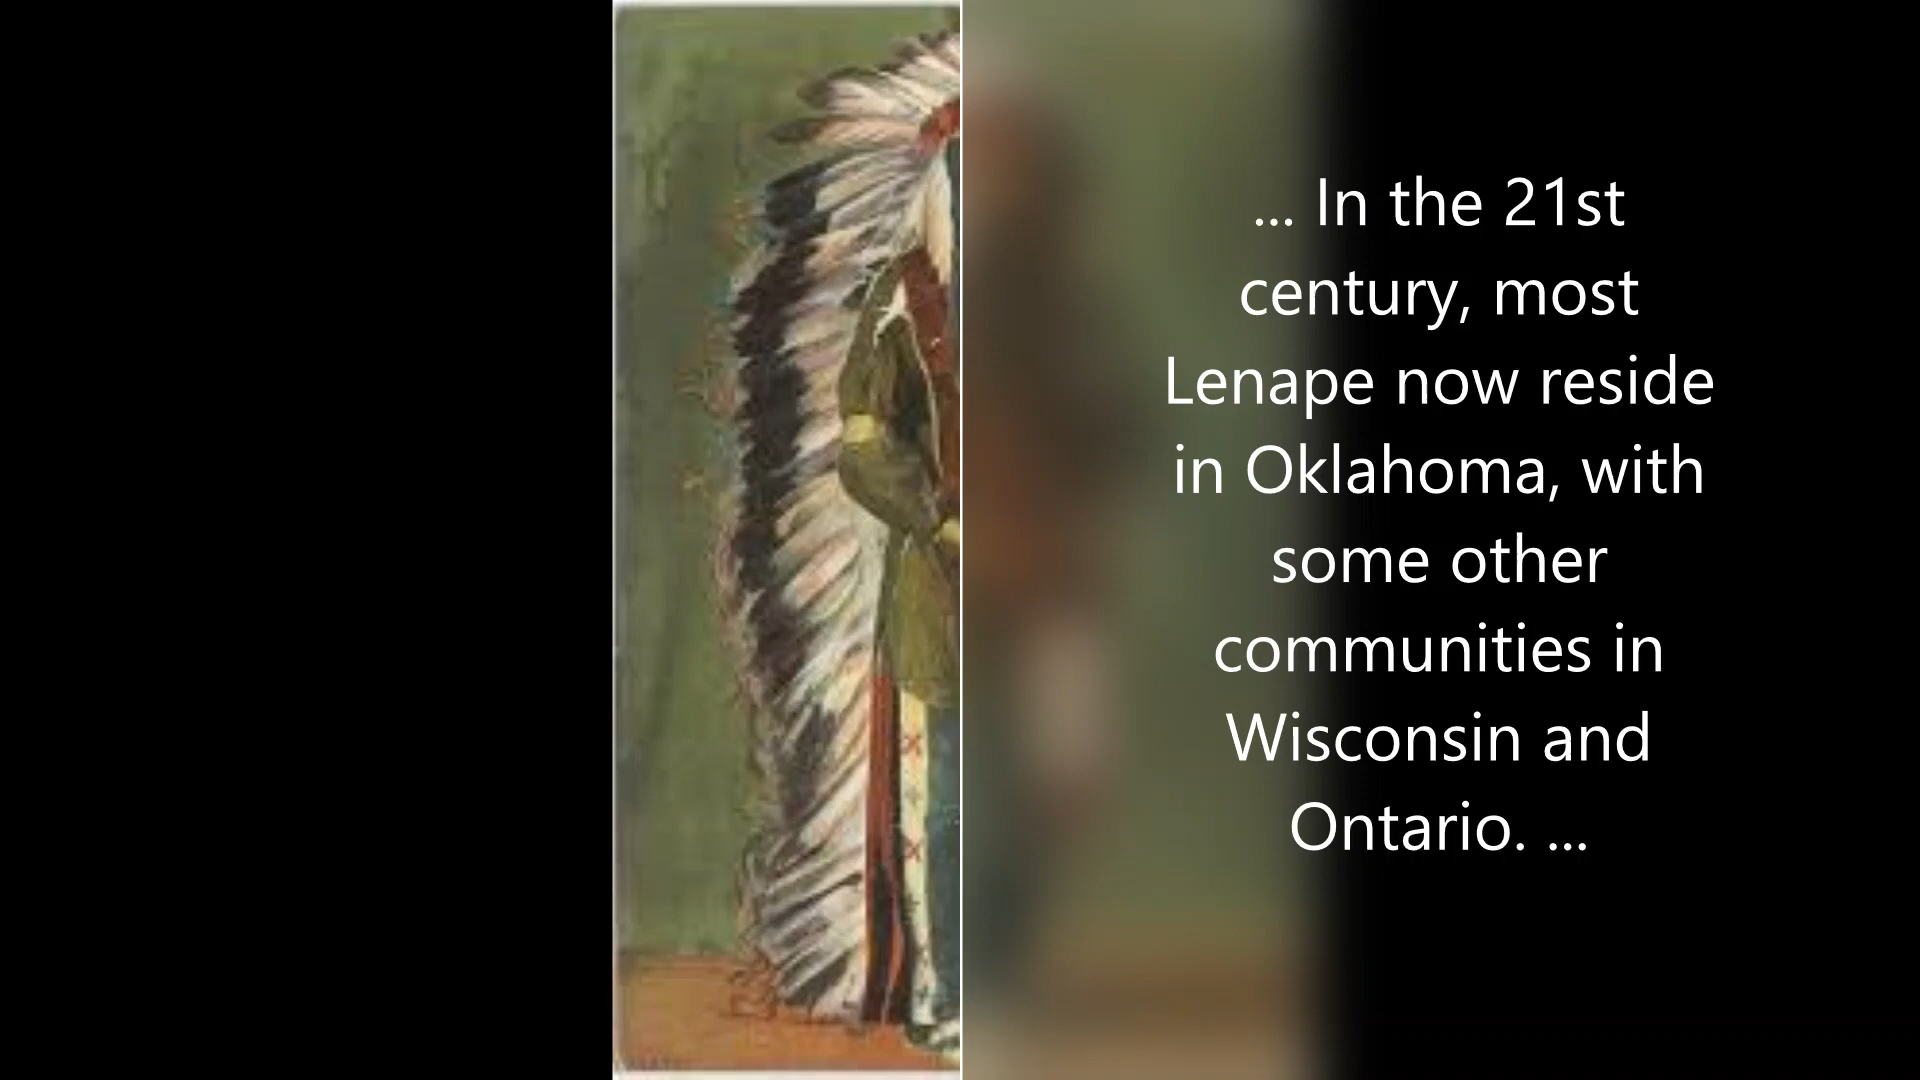 ... In the 21st
century, most
Lenape now reside
in Oklahoma, with
some other
communities in
Wisconsin and
Ontario. ...